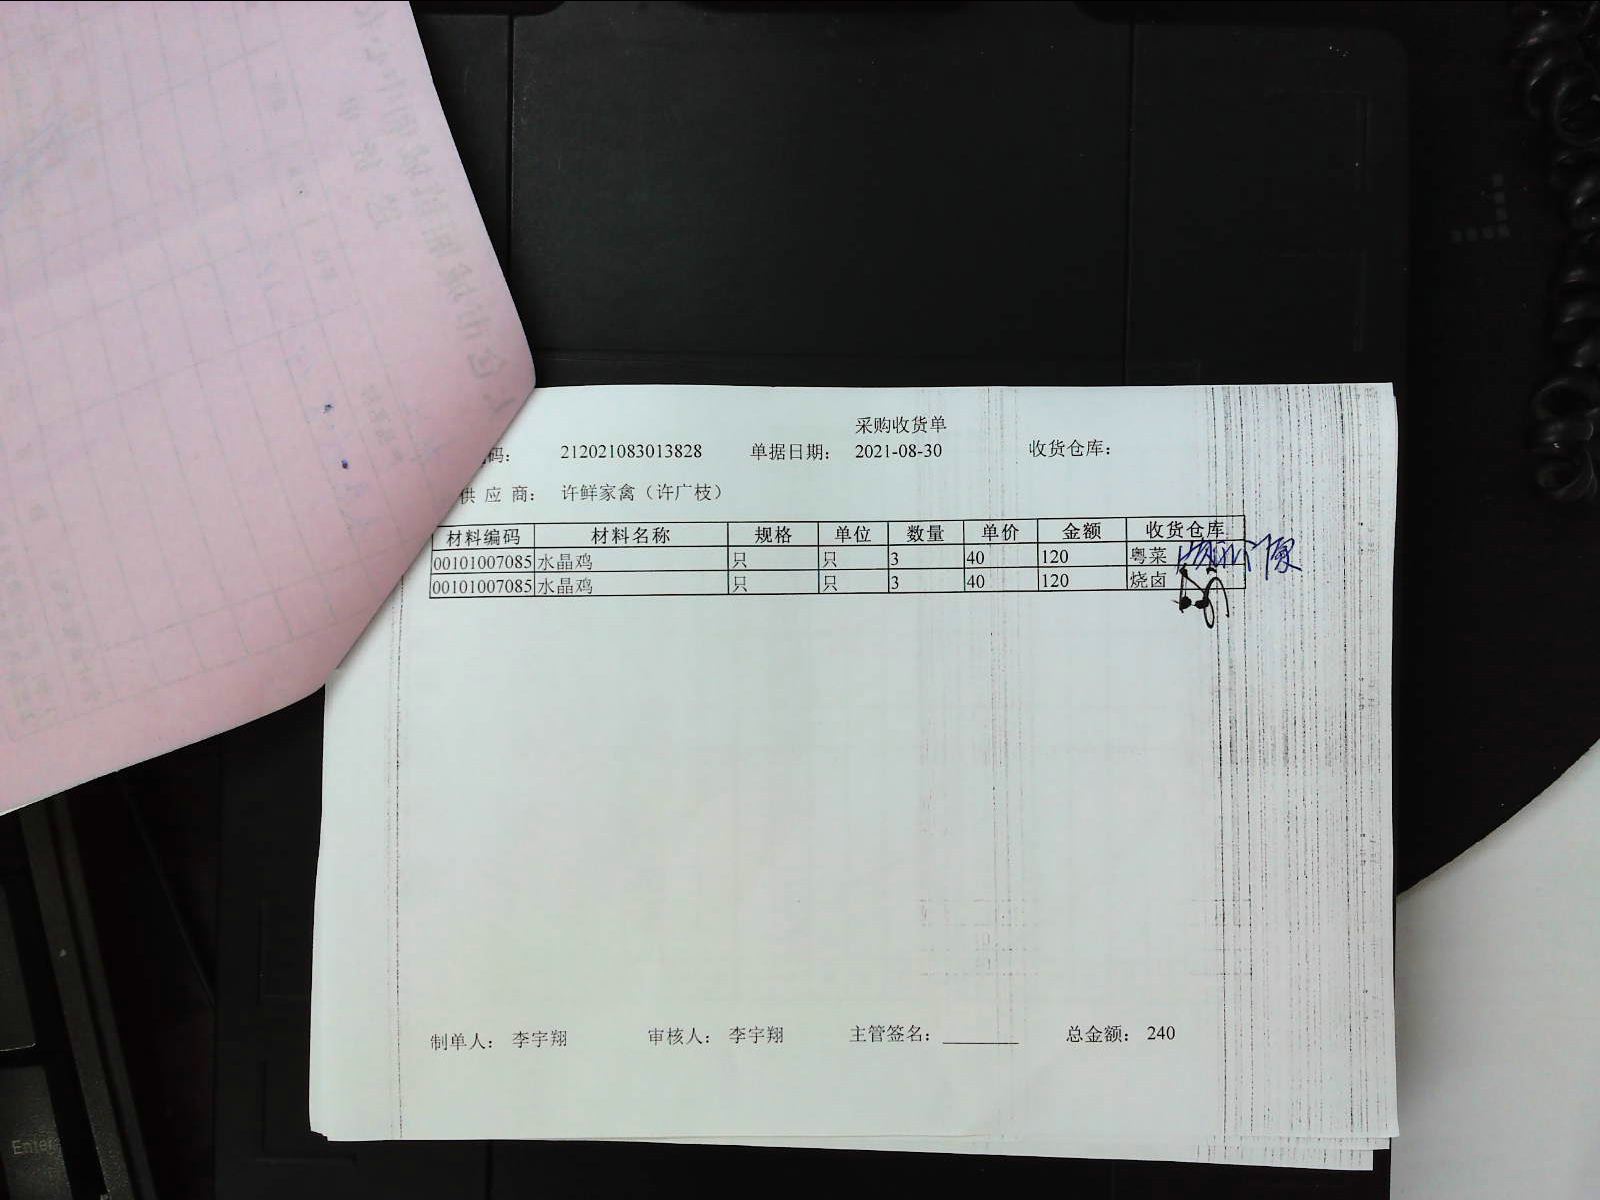 采购收货单
码： 212021083013828 单据日期： 2021-08-30 收货仓库：
供 应 商： 许鲜家禽（许广枝）
材料编码 材料名称 规格 单位 数量 单价 金额 收货仓库
00101007085 水晶鸡 只 只 3 40 120 粤菜
00101007085 水晶鸡 只 只 3 40 120 烧卤
制单人： 李宇翔 审核人： 李宇翔 主管签名： 总金额： 240
Enter